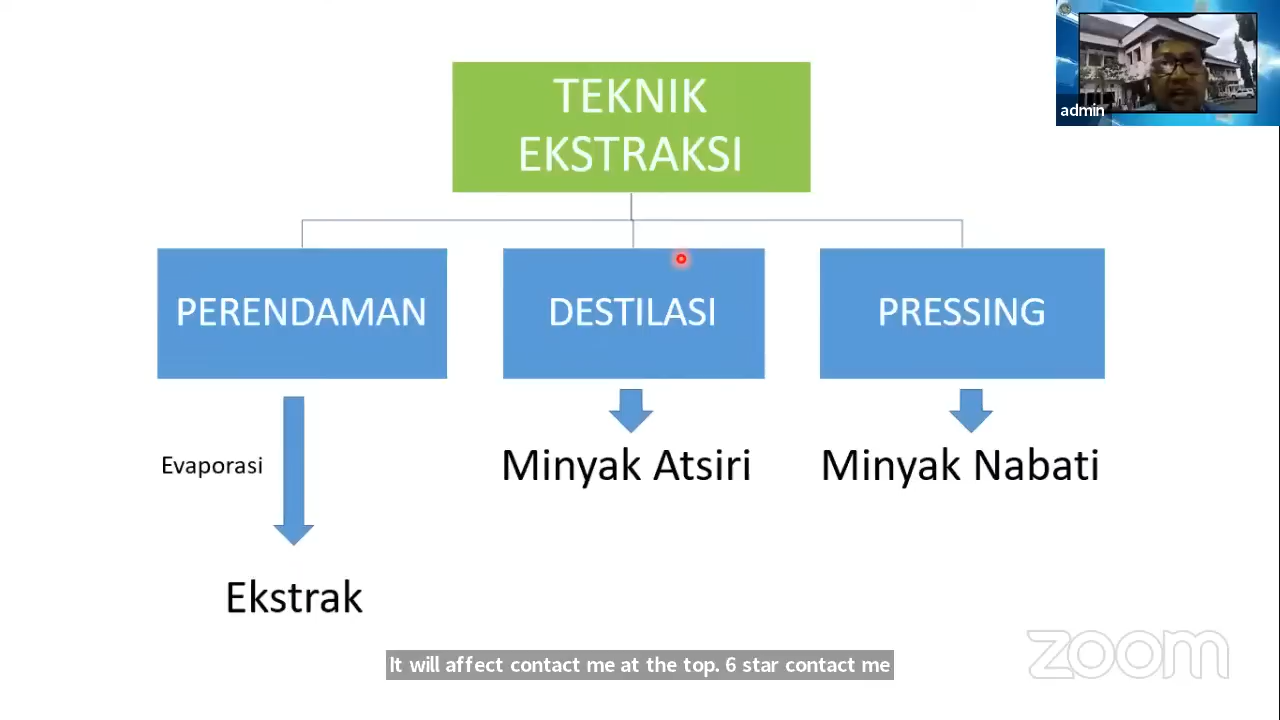 TEKNIK
EKSTRAKSI
admin
PERENDAMAN
DESTILASI
PRESSING
Evaporasi
Minyak Atsiri
Minyak Nabati
Ekstrak
It will affect contact me at the top. 6 star contact me
zoom